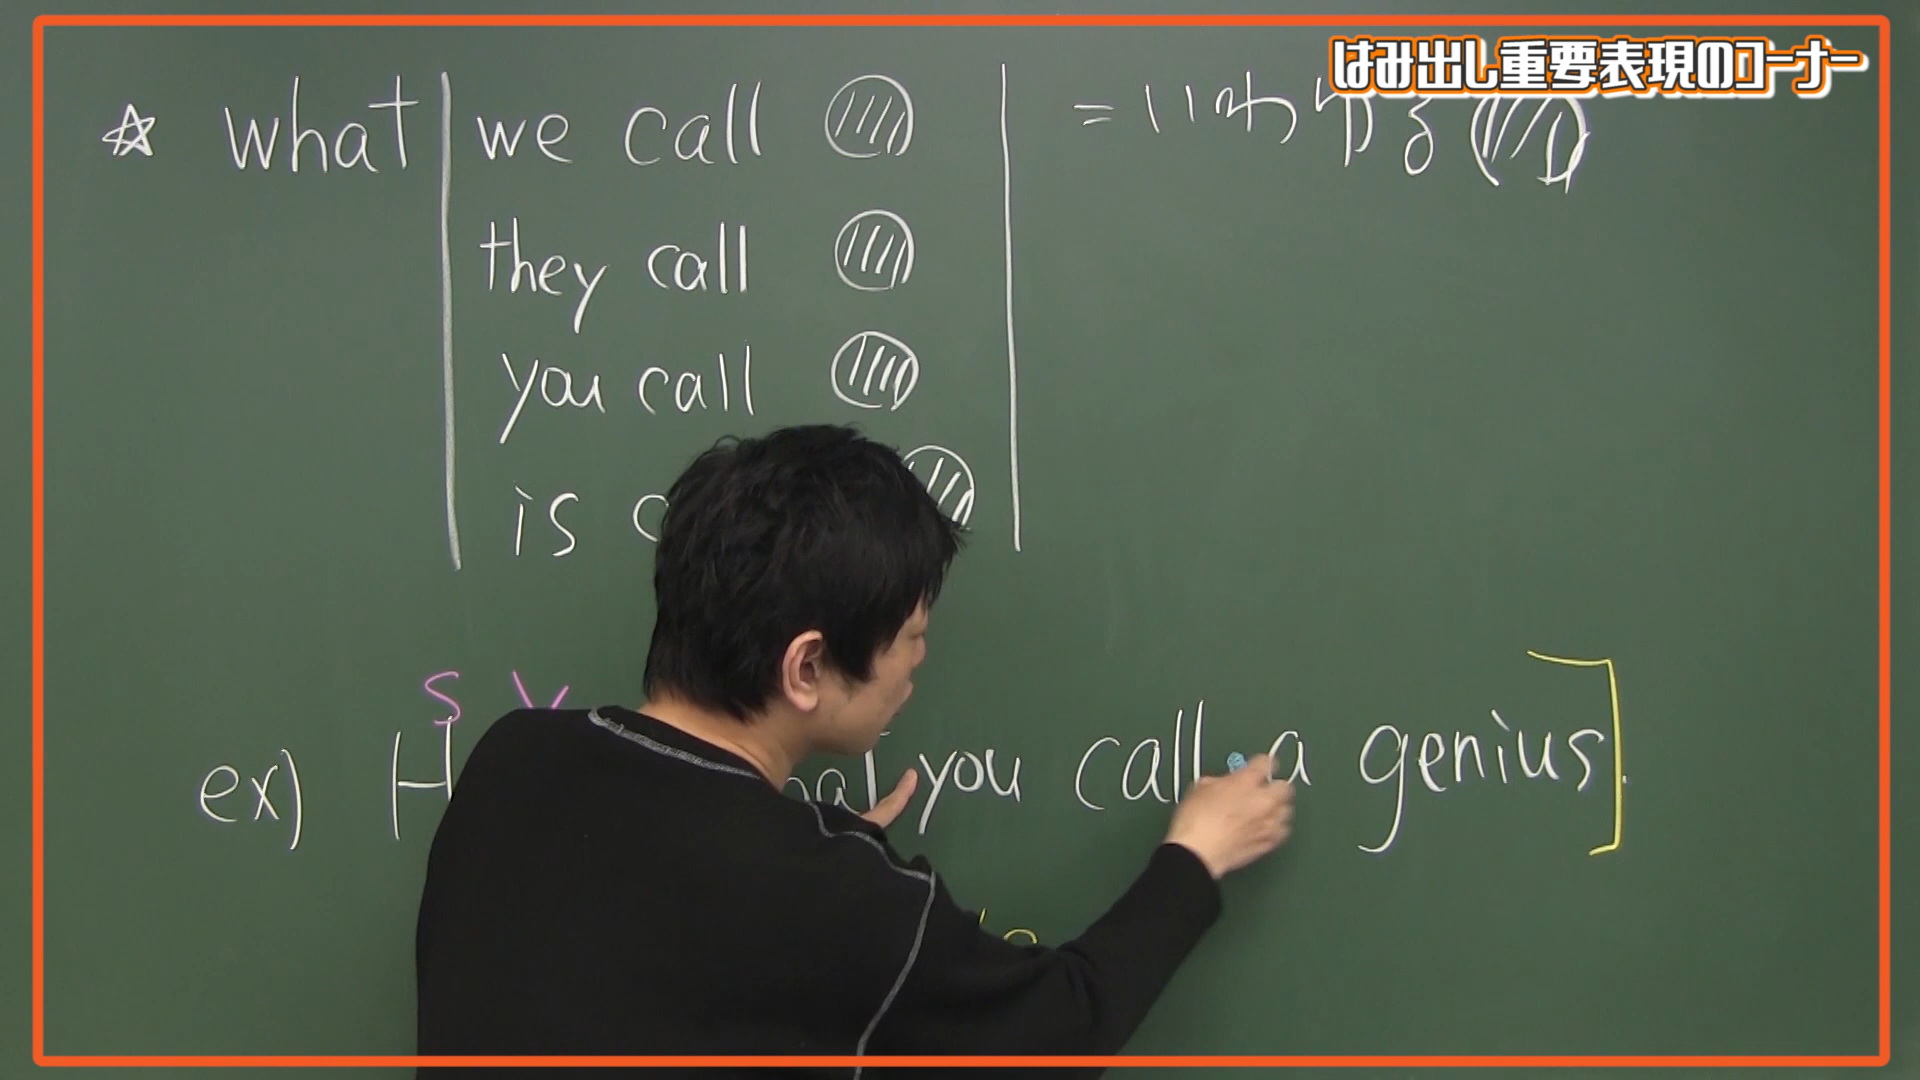 はみ出し重要表現のコーナー
☆ what we call = いわゆる
they call
you call
is
S V
ex) H you call a genius.